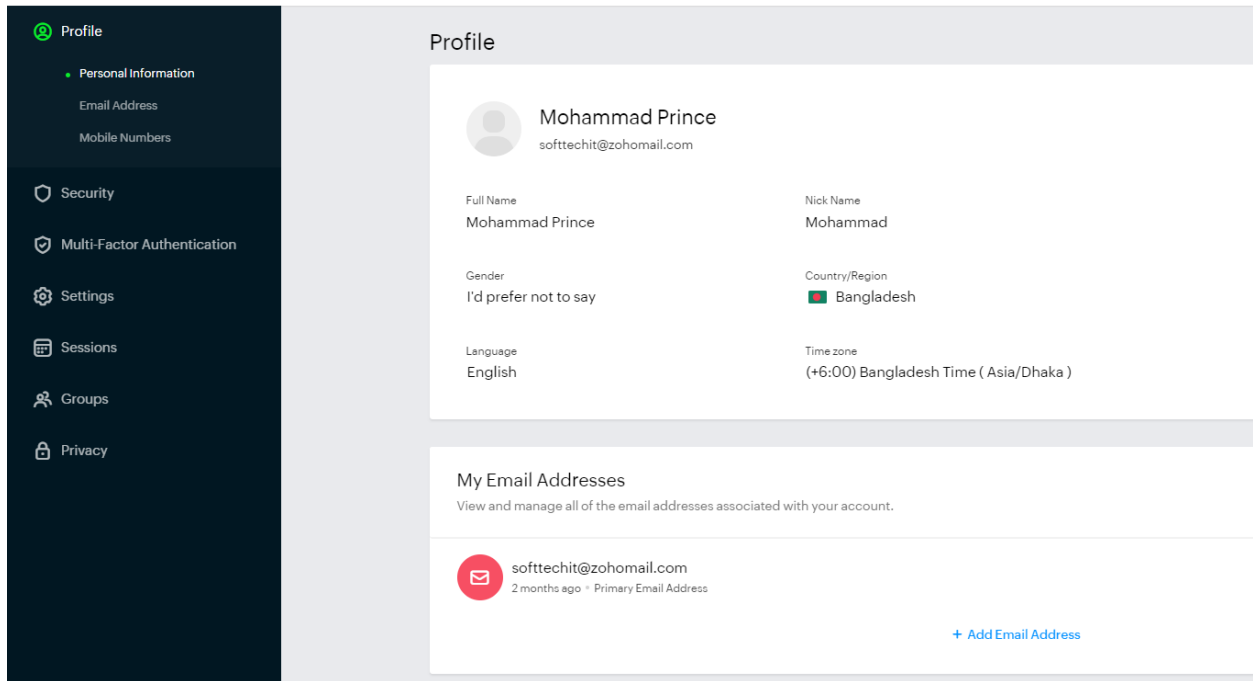 Profile
Personal Information
Email Address
Mobile Numbers
Security
Multi-Factor Authentication
Settings
Sessions
Groups
Privacy
Profile
Mohammad Prince
softtechit@zohomail.com
Full Name
Mohammad Prince
Nick Name
Mohammad
Gender
I'd prefer not to say
Country/Region
Bangladesh
Language
English
Time zone
(+6:00) Bangladesh Time ( Asia/Dhaka )
My Email Addresses
View and manage all of the email addresses associated with your account.
softtechit@zohomail.com
2 months ago • Primary Email Address
+ Add Email Address